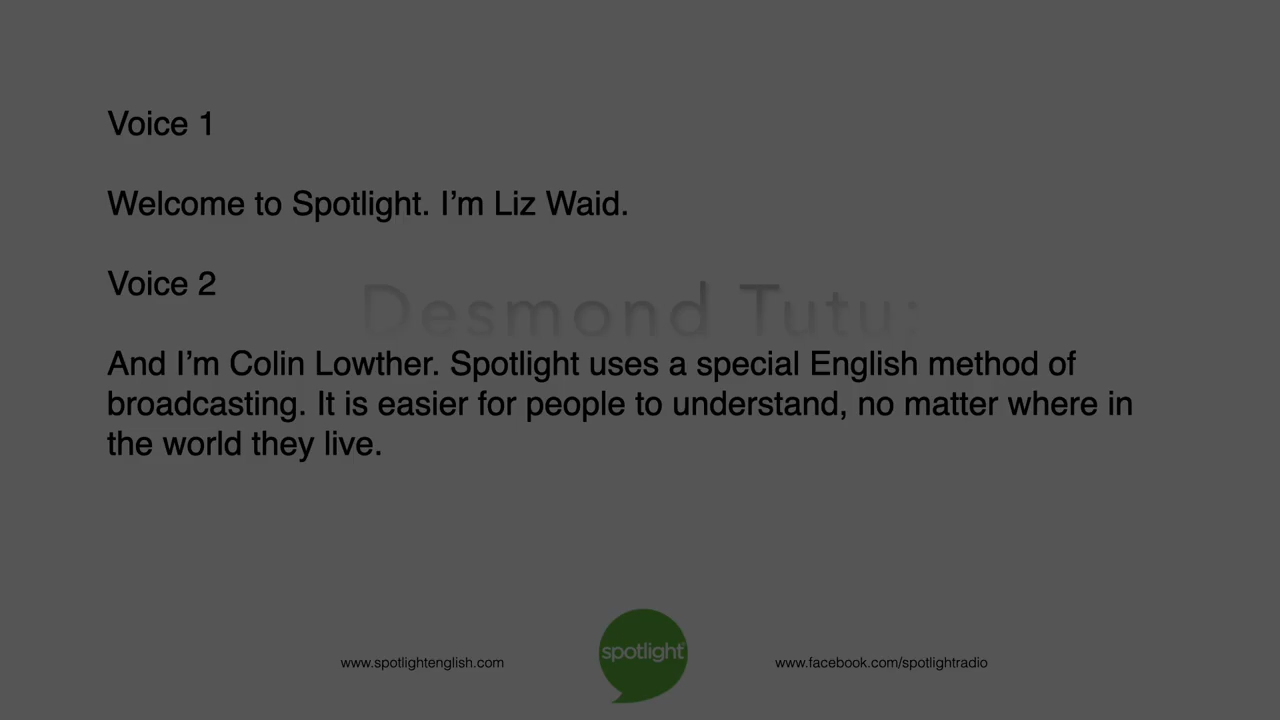 Voice 1
Welcome to Spotlight. I’m Liz Waid.
Voice 2
Desmond Tutu:
And I’m Colin Lowther. Spotlight uses a special English method of
broadcasting. It is easier for people to understand, no matter where in
the world they live.
www.spotlightenglish.com
spotlight
www.facebook.com/spotlightradio